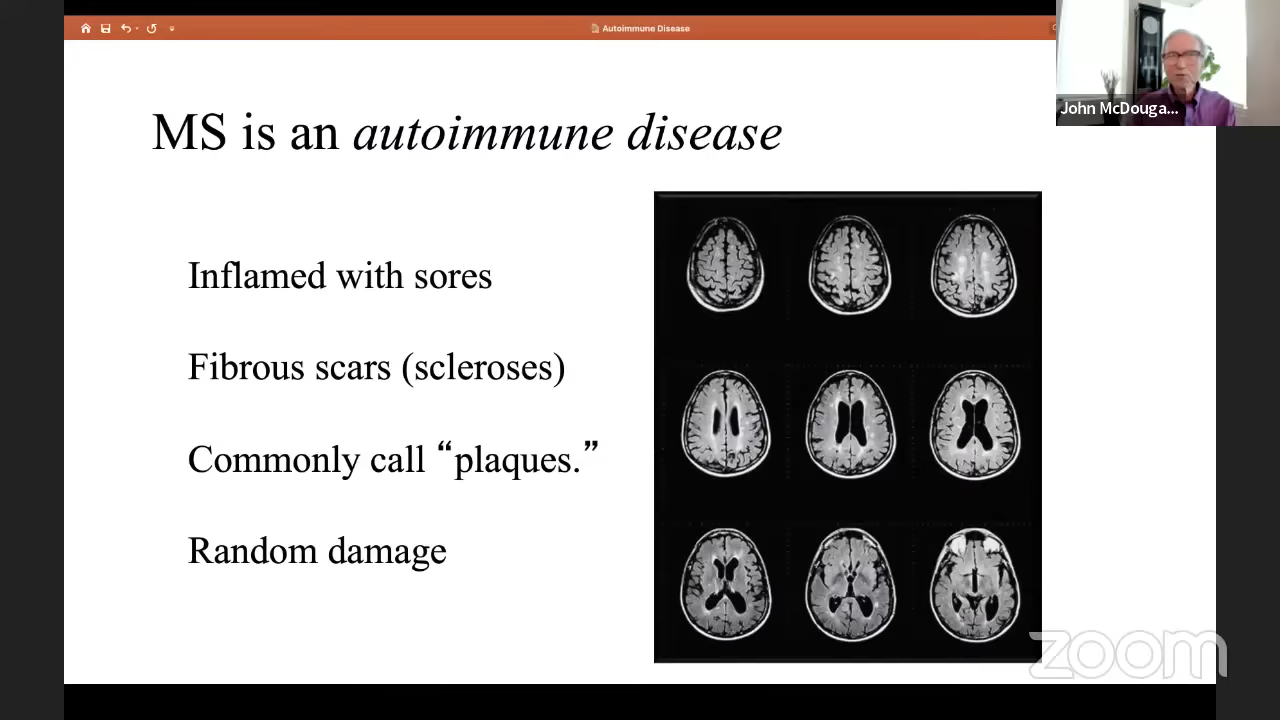 Autoimmune Disease
John McDouga...
MS is an autoimmune disease
Inflamed with sores
Fibrous scars (scleroses)
Commonly call “plaques.”
Random damage
zoom